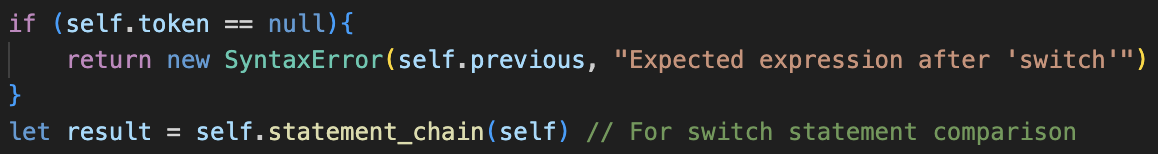 if (self.token == null){
    return new SyntaxError(self.previous, "Expected expression after 'switch'")
}
let result = self.statement_chain(self) // For switch statement comparison